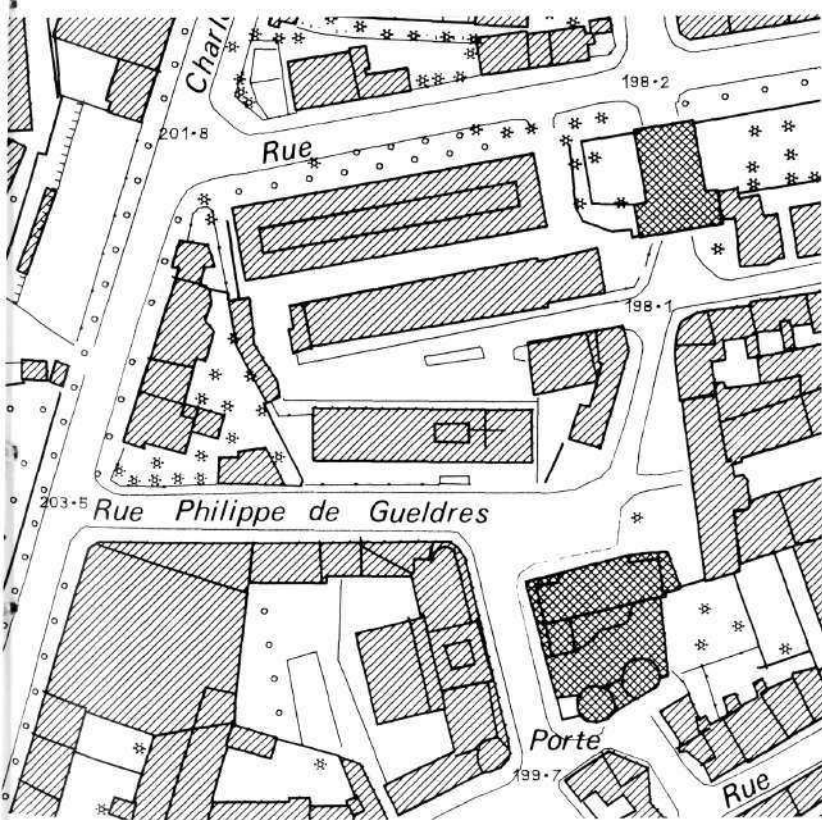 Charl
198·2
201·8
Rue
198·1
203·5
Rue Philippe de Gueldres
Porte
199·7
Rue